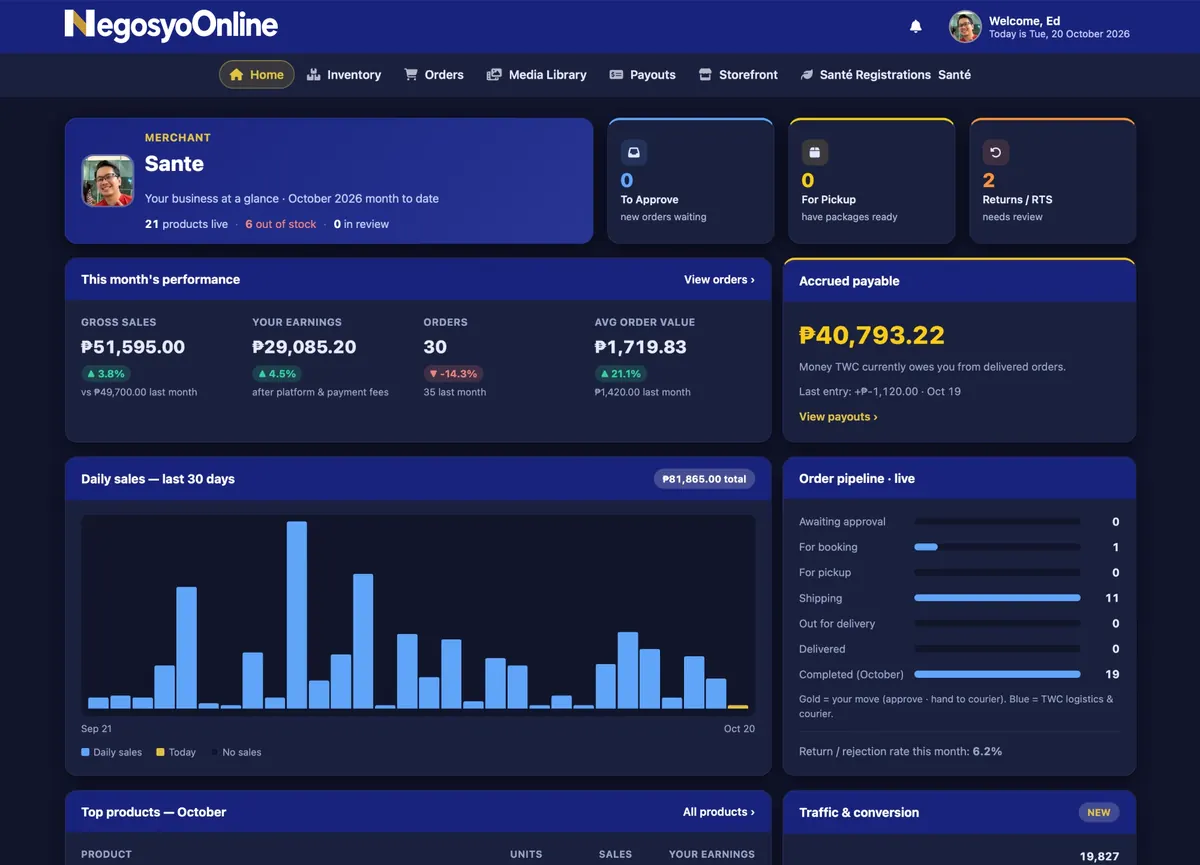 NegosyoOnline
Welcome, Ed
Today is Tue, 20 October 2026
Home
Inventory
Orders
Media Library
Payouts
Storefront
Santé Registrations
Santé
MERCHANT
Sante
Your business at a glance · October 2026 month to date
21 products live · 6 out of stock · 0 in review
0
To Approve
new orders waiting
0
For Pickup
have packages ready
2
Returns / RTS
needs review
This month's performance
View orders ›
GROSS SALES
₱51,595.00
▲ 3.8%
vs ₱49,700.00 last month
YOUR EARNINGS
₱29,085.20
▲ 4.5%
after platform & payment fees
ORDERS
30
▼ -14.3%
35 last month
AVG ORDER VALUE
₱1,719.83
▲ 21.1%
₱1,420.00 last month
Accrued payable
₱40,793.22
Money TWC currently owes you from delivered orders.
Last entry: +₱-1,120.00 · Oct 19
View payouts ›
Daily sales — last 30 days
₱81,865.00 total
Sep 21
Oct 20
Daily sales
Today
No sales
Order pipeline · live
Awaiting approval 0
For booking 1
For pickup 0
Shipping 11
Out for delivery 0
Delivered 0
Completed (October) 19
Gold = your move (approve · hand to courier). Blue = TWC logistics &
courier.
Return / rejection rate this month: 6.2%
Top products — October
All products ›
PRODUCT UNITS SALES YOUR EARNINGS
Traffic & conversion
NEW
19,827